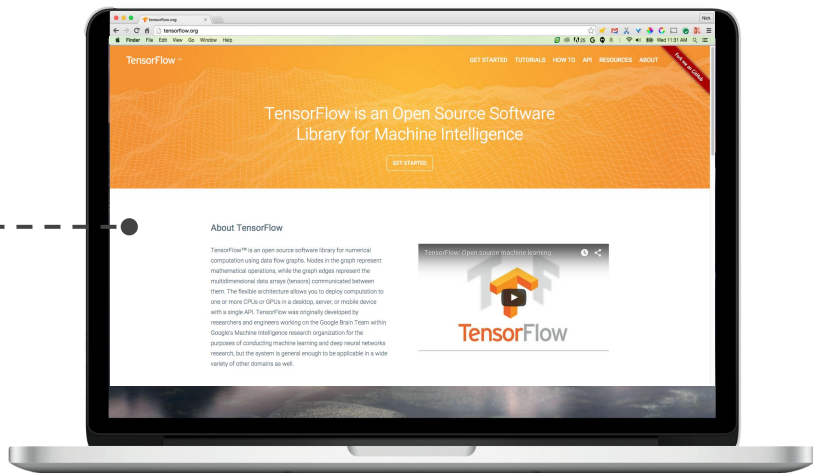 tensorflow.org
Nick
tensorflow.org
Finder File Edit View Go Window Help
Wed 11:31 AM
TensorFlow™
GET STARTED TUTORIALS HOW TO API RESOURCES ABOUT
Fork me on GitHub
TensorFlow is an Open Source Software
Library for Machine Intelligence
GET STARTED
About TensorFlow
TensorFlow™ is an open source software library for numerical
computation using data flow graphs. Nodes in the graph represent
mathematical operations, while the graph edges represent the
multidimensional data arrays (tensors) communicated between
them. The flexible architecture allows you to deploy computation to
one or more CPUs or GPUs in a desktop, server, or mobile device
with a single API. TensorFlow was originally developed by
researchers and engineers working on the Google Brain Team within
Google's Machine Intelligence research organization for the
purposes of conducting machine learning and deep neural networks
research, but the system is general enough to be applicable in a wide
variety of other domains as well.
TensorFlow: Open source machine learning
TensorFlow